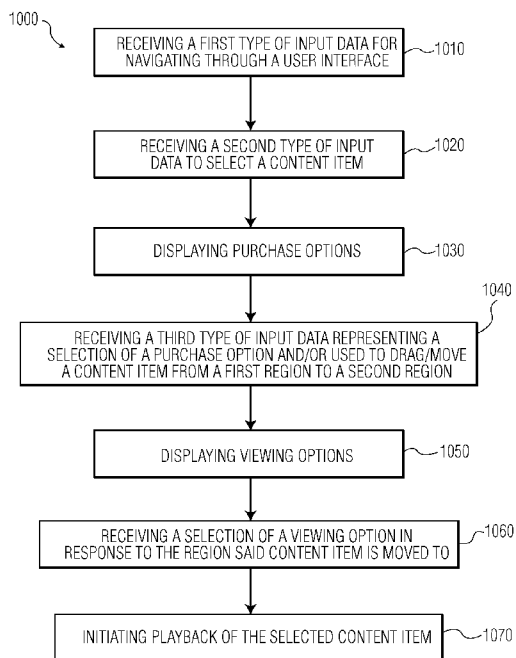 1000
RECEIVING A FIRST TYPE OF INPUT DATA FOR
NAVIGATING THROUGH A USER INTERFACE
1010
RECEIVING A SECOND TYPE OF INPUT
DATA TO SELECT A CONTENT ITEM
1020
DISPLAYING PURCHASE OPTIONS
1030
1040
RECEIVING A THIRD TYPE OF INPUT DATA REPRESENTING A
SELECTION OF A PURCHASE OPTION AND/OR USED TO DRAG/MOVE
A CONTENT ITEM FROM A FIRST REGION TO A SECOND REGION
DISPLAYING VIEWING OPTIONS
1050
RECEIVING A SELECTION OF A VIEWING OPTION IN
RESPONSE TO THE REGION SAID CONTENT ITEM IS MOVED TO
1060
INITIATING PLAYBACK OF THE SELECTED CONTENT ITEM
1070